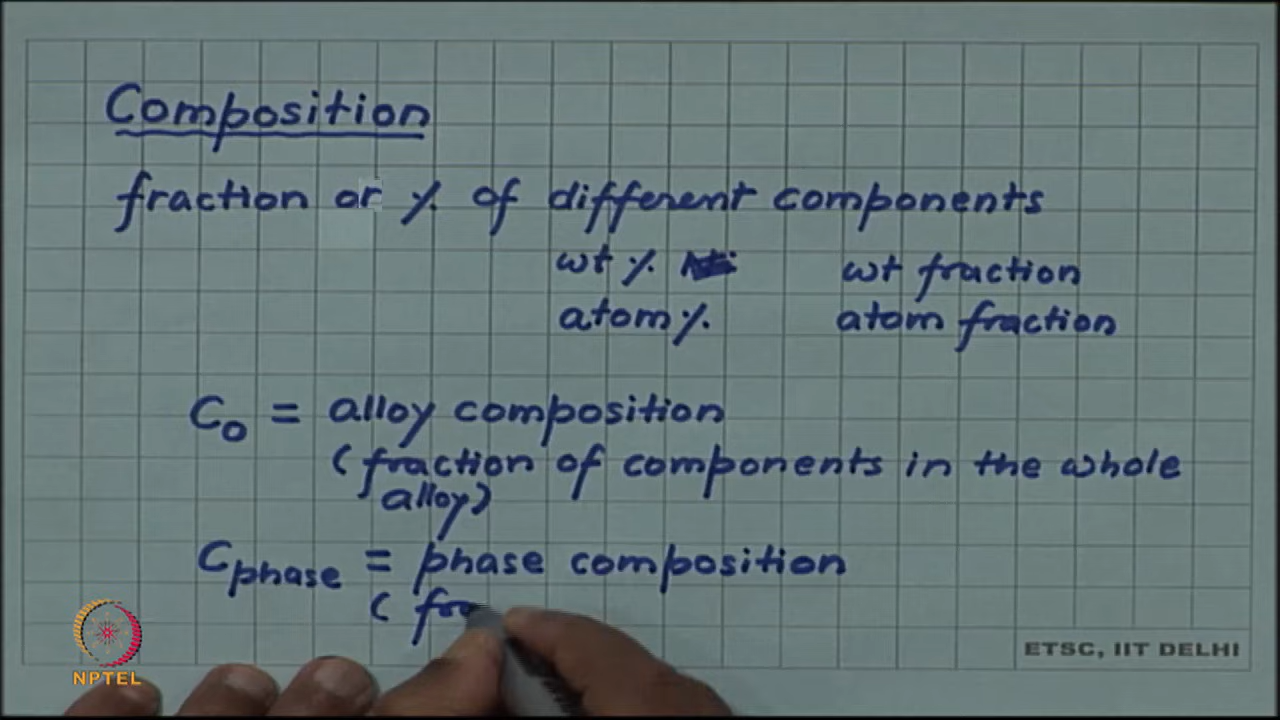 Composition
fraction or % of different components
wt % wt fraction
atom % atom fraction
C₀ = alloy composition
(fraction of components in the whole
alloy)
Cphase = phase composition
(
NPTEL
ETSC, IIT DELHI